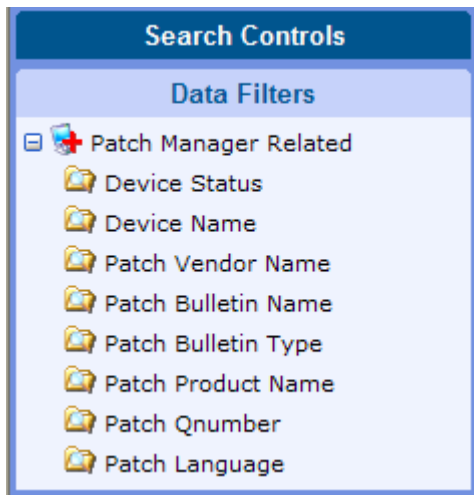 Search Controls
Data Filters
Patch Manager Related
Device Status
Device Name
Patch Vendor Name
Patch Bulletin Name
Patch Bulletin Type
Patch Product Name
Patch Qnumber
Patch Language